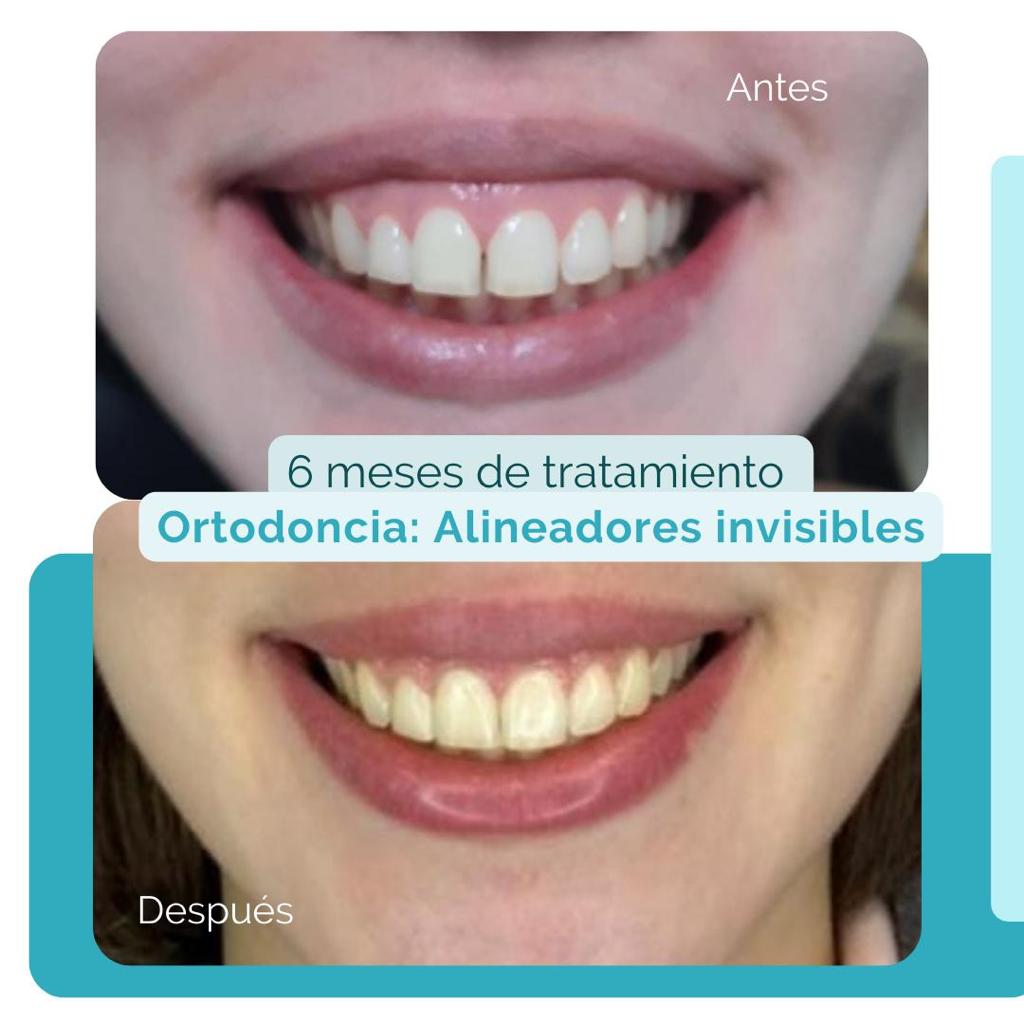 Antes
6 meses de tratamiento
Ortodoncia: Alineadores invisibles
Después